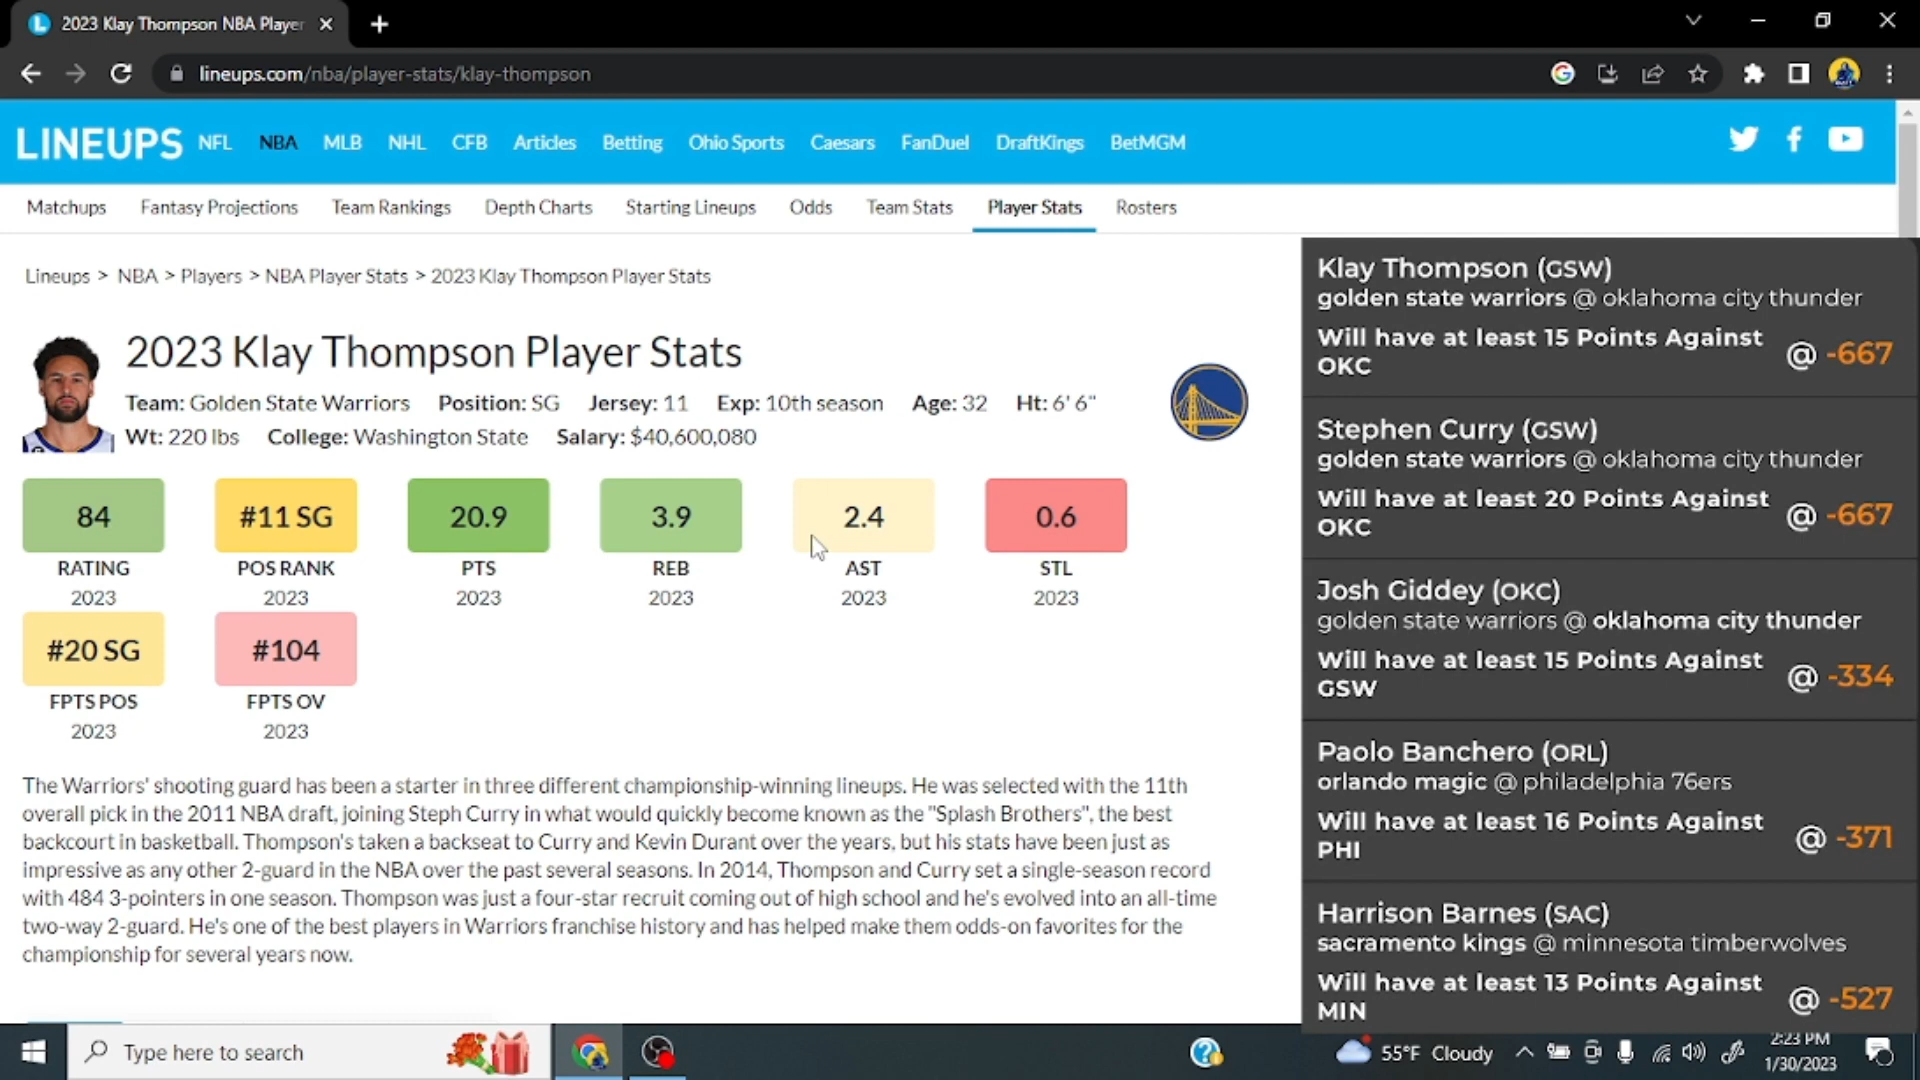 2023 Klay Thompson NBA Player
lineups.com/nba/player-stats/klay-thompson
LINEUPS NFL NBA MLB NHL CFB Articles Betting Ohio Sports Caesars FanDuel DraftKings BetMGM
Matchups Fantasy Projections Team Rankings Depth Charts Starting Lineups Odds Team Stats Player Stats Rosters
Lineups > NBA > Players > NBA Player Stats > 2023 Klay Thompson Player Stats
2023 Klay Thompson Player Stats
Team: Golden State Warriors Position: SG Jersey: 11 Exp: 10th season Age: 32 Ht: 6' 6"
Wt: 220 lbs College: Washington State Salary: $40,600,080
84 #11 SG 20.9 3.9 2.4 0.6
RATING POS RANK PTS REB AST STL
2023 2023 2023 2023 2023 2023
#20 SG #104
FPTS POS FPTS OV
2023 2023
The Warriors' shooting guard has been a starter in three different championship-winning lineups. He was selected with the 11th
overall pick in the 2011 NBA draft, joining Steph Curry in what would quickly become known as the "Splash Brothers", the best
backcourt in basketball. Thompson's taken a backseat to Curry and Kevin Durant over the years, but his stats have been just as
impressive as any other 2-guard in the NBA over the past several seasons. In 2014, Thompson and Curry set a single-season record
with 484 3-pointers in one season. Thompson was just a four-star recruit coming out of high school and he's evolved into an all-time
two-way 2-guard. He's one of the best players in Warriors franchise history and has helped make them odds-on favorites for the
championship for several years now.
Klay Thompson (GSW)
golden state warriors @ oklahoma city thunder
Will have at least 15 Points Against
OKC
@ -667
Stephen Curry (GSW)
golden state warriors @ oklahoma city thunder
Will have at least 20 Points Against
OKC
@ -667
Josh Giddey (OKC)
golden state warriors @ oklahoma city thunder
Will have at least 15 Points Against
GSW
@ -334
Paolo Banchero (ORL)
orlando magic @ philadelphia 76ers
Will have at least 16 Points Against
PHI
@ -371
Harrison Barnes (SAC)
sacramento kings @ minnesota timberwolves
Will have at least 13 Points Against
MIN
@ -527
Type here to search
55°F Cloudy
2:23 PM
1/30/2023